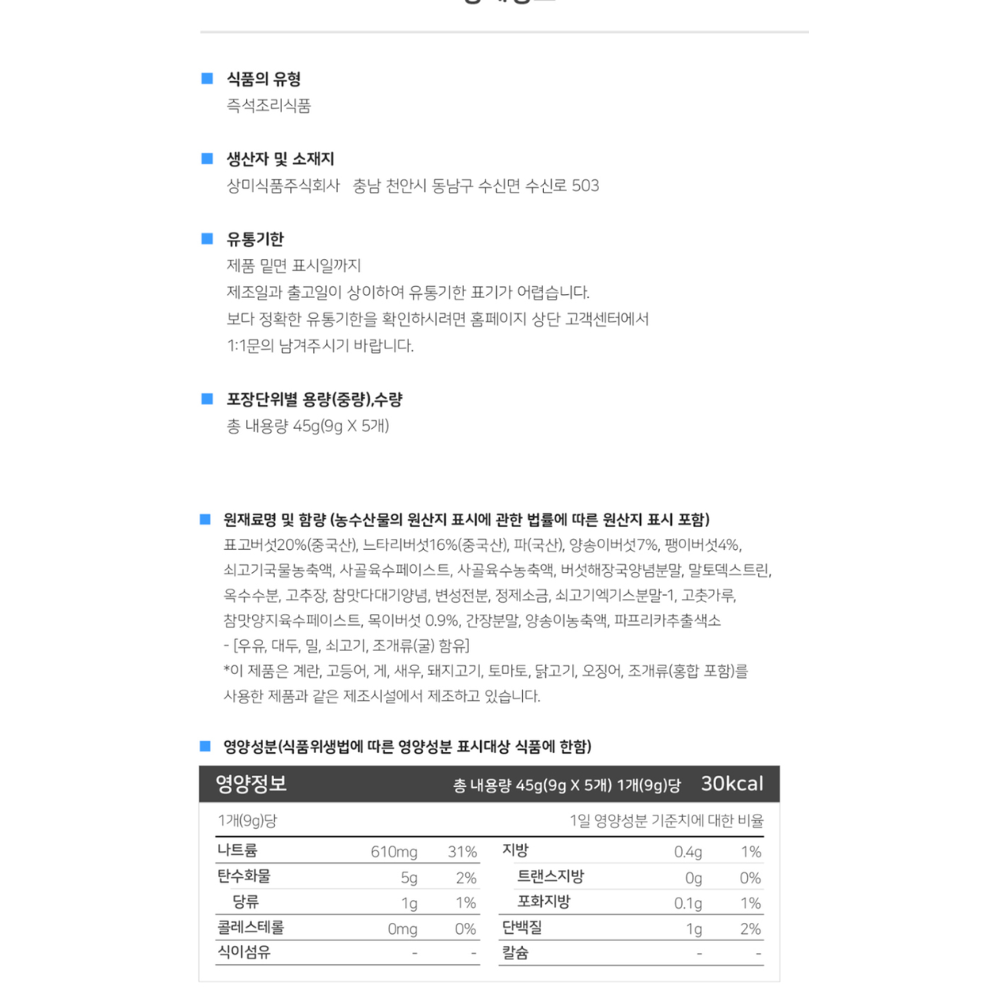 식품의 유형
즉석조리식품
생산자 및 소재지
상미식품주식회사 충남 천안시 동남구 수신면 수신로 503
유통기한
제품 밑면 표시일까지
제조일과 출고일이 상이하여 유통기한 표기가 어렵습니다.
보다 정확한 유통기한을 확인하시려면 홈페이지 상단 고객센터에서
1:1문의 남겨주시기 바랍니다.
포장단위별 용량(중량),수량
총 내용량 45g(9g X 5개)
원재료명 및 함량 (농수산물의 원산지 표시에 관한 법률에 따른 원산지 표시 포함)
표고버섯20%(중국산), 느타리버섯16%(중국산), 파(국산), 양송이버섯7%, 팽이버섯4%,
쇠고기국물농축액, 사골육수페이스트, 사골육수농축액, 버섯해장국양념분말, 말토덱스트린,
옥수수분, 고추장, 참맛다대기양념, 변성전분, 정제소금, 쇠고기엑기스분말-1, 고춧가루,
참맛양지육수페이스트, 목이버섯 0.9%, 간장분말, 양송이농축액, 파프리카추출색소
- [우유, 대두, 밀, 쇠고기, 조개류(굴) 함유]
*이 제품은 계란, 고등어, 게, 새우, 돼지고기, 토마토, 닭고기, 오징어, 조개류(홍합 포함)를
사용한 제품과 같은 제조시설에서 제조하고 있습니다.
영양성분(식품위생법에 따른 영양성분 표시대상 식품에 한함)
영양정보 총 내용량 45g(9g X 5개) 1개(9g)당 30kcal
1개(9g)당 1일 영양성분 기준치에 대한 비율
나트륨 610mg 31% 지방 0.4g 1%
탄수화물 5g 2% 트랜스지방 0g 0%
당류 1g 1% 포화지방 0.1g 1%
콜레스테롤 0mg 0% 단백질 1g 2%
식이섬유 - - 칼슘 - -